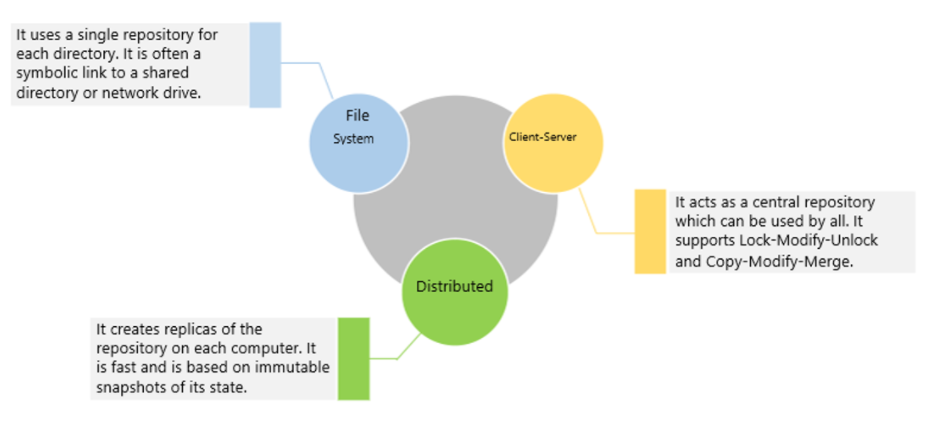 It uses a single repository for
each directory. It is often a
symbolic link to a shared
directory or network drive.
File
System
Client-Server
It acts as a central repository
which can be used by all. It
supports Lock-Modify-Unlock
and Copy-Modify-Merge.
Distributed
It creates replicas of the
repository on each computer. It
is fast and is based on immutable
snapshots of its state.